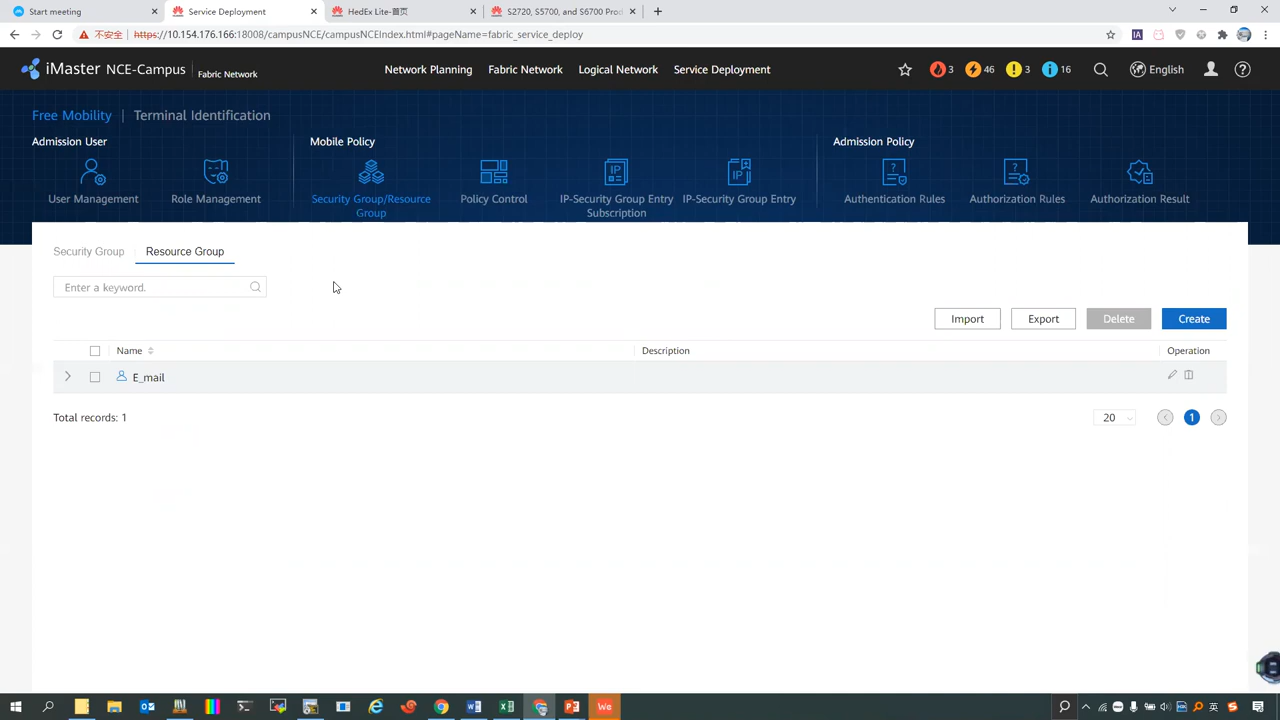 Start meeting
Service Deployment
HedEx Lite-首页
S2720, S5700, and S6700 Prod
不安全
https://10.154.176.166:18008/campusNCE/campusNCEIndex.html#pageName=fabric_service_deploy
iMaster NCE-Campus
Fabric Network
Network Planning
Fabric Network
Logical Network
Service Deployment
3
46
3
16
English
Free Mobility | Terminal Identification
Admission User
Mobile Policy
Admission Policy
User Management
Role Management
Security Group/Resource
Group
Policy Control
IP-Security Group Entry
Subscription
IP-Security Group Entry
Authentication Rules
Authorization Rules
Authorization Result
Security Group
Resource Group
Enter a keyword.
Import
Export
Delete
Create
Name
Description
Operation
E_mail
Total records: 1
20
1
We
英